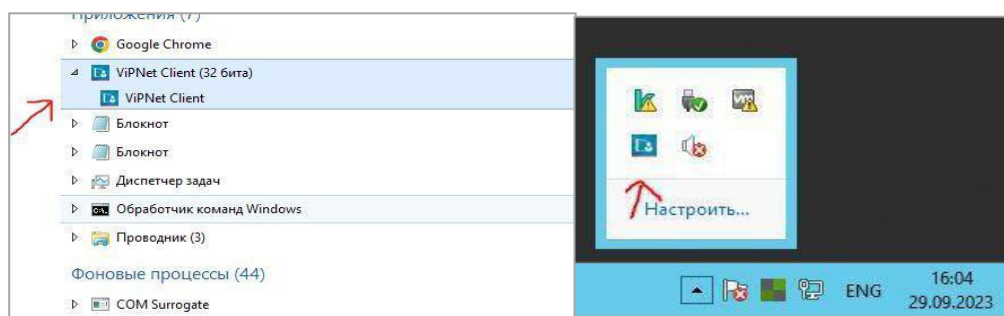 Приложения (7)
Google Chrome
ViPNet Client (32 бита)
ViPNet Client
Блокнот
Блокнот
Диспетчер задач
Обработчик команд Windows
Проводник (3)
Фоновые процессы (44)
COM Surrogate
Настроить...
ENG
16:04
29.09.2023